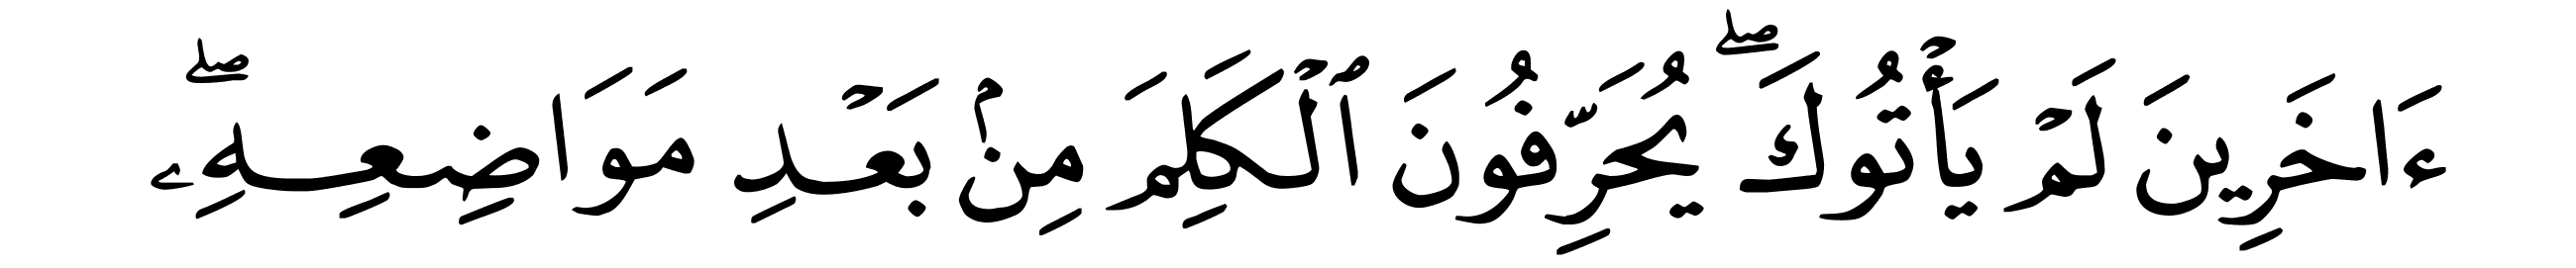 ءَاخَرِينَ لَمْ يَأْتُوكَ ۖ يُحَرِّفُونَ ٱلْكَلِمَ مِنۢ بَعْدِ مَوَاضِعِهِۦ ۖ